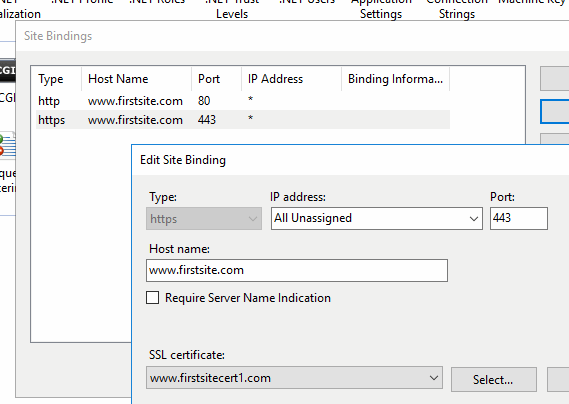 .NET Profile .NET Roles .NET Trust .NET Users Application Connection Machine Key
alization Levels Settings Strings
Site Bindings
Type Host Name Port IP Address Binding Informa...
http www.firstsite.com 80 *
https www.firstsite.com 443 *
CGI
CGI
Edit Site Binding
Type: IP address: Port:
https All Unassigned 443
Host name:
www.firstsite.com
Require Server Name Indication
SSL certificate:
www.firstsitecert1.com Select...